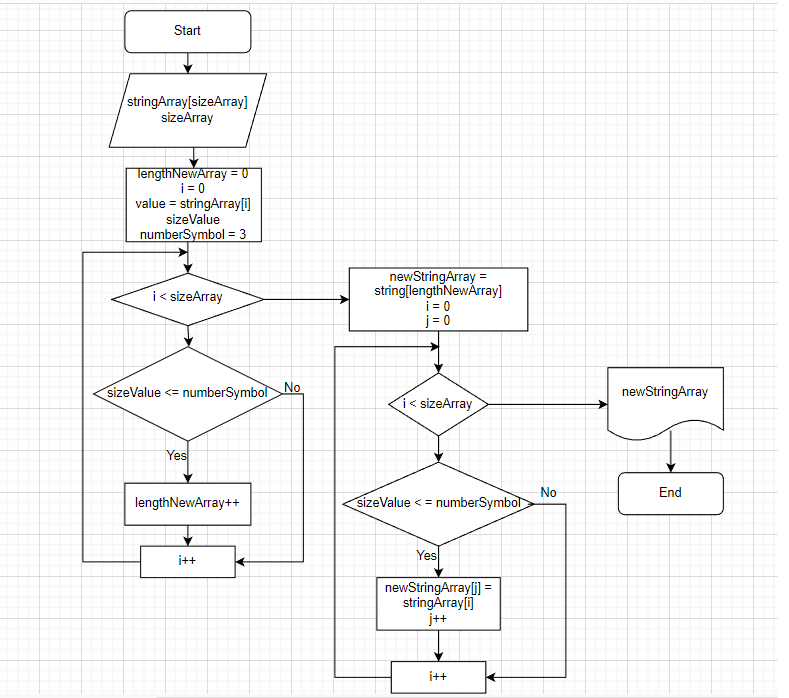 Start
stringArray[sizeArray]
sizeArray
lengthNewArray = 0
i = 0
value = stringArray[i]
sizeValue
numberSymbol = 3
i < sizeArray
sizeValue <= numberSymbol
No
Yes
lengthNewArray++
i++
newStringArray =
string[lengthNewArray]
i = 0
j = 0
i < sizeArray
sizeValue < = numberSymbol
No
Yes
newStringArray[j] =
stringArray[i]
j++
i++
newStringArray
End